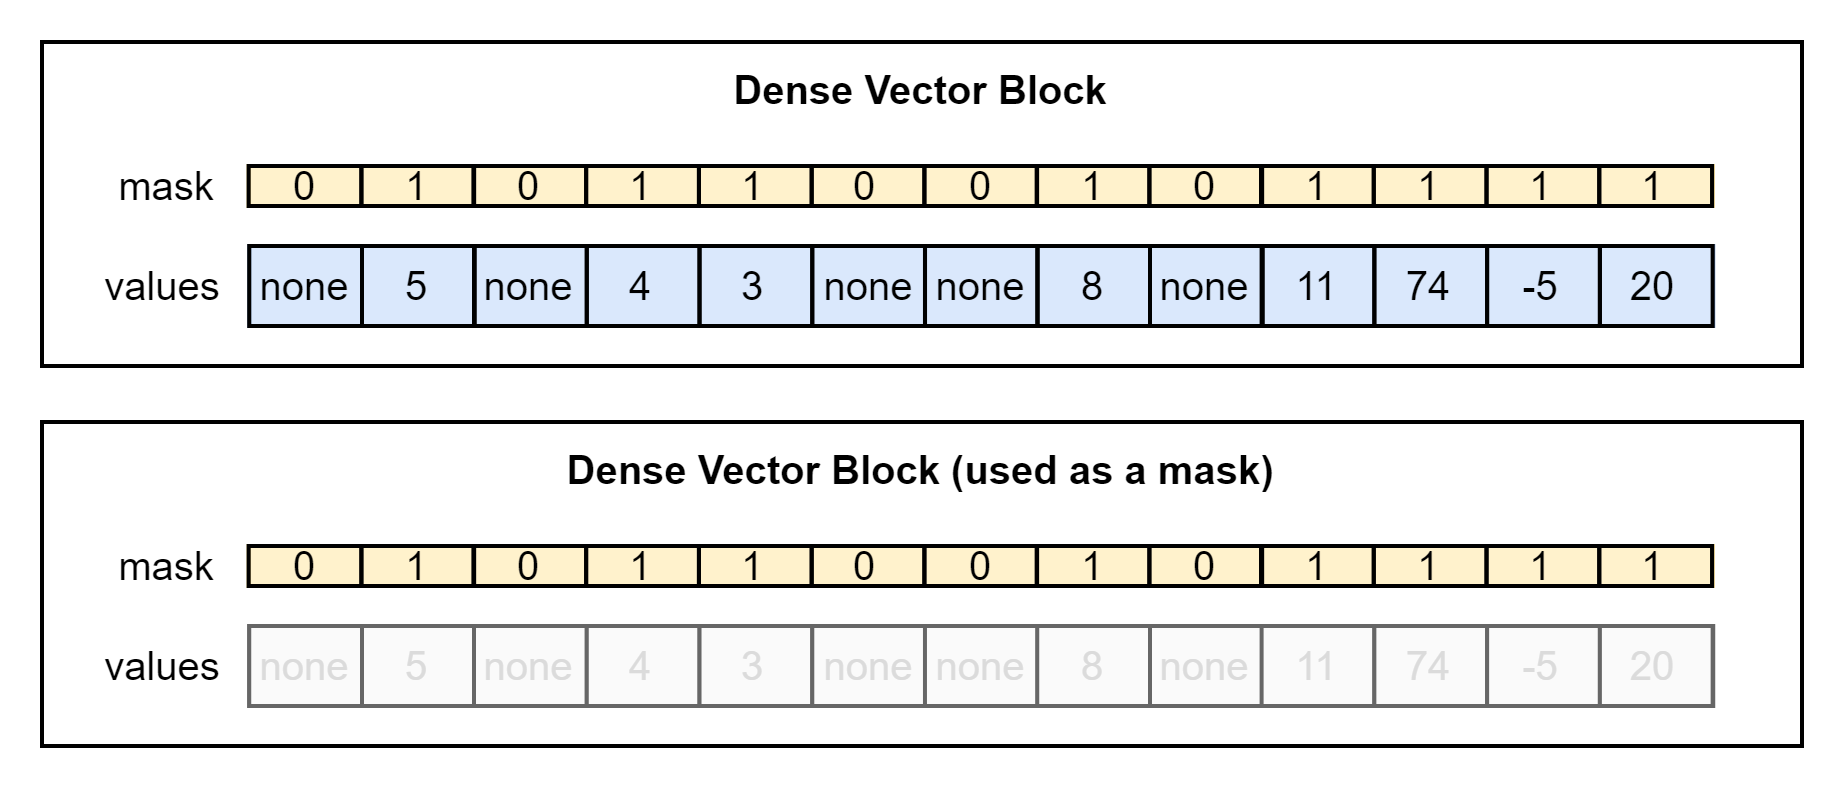 Dense Vector Block
mask 0 1 0 1 1 0 0 1 0 1 1 1 1
values none 5 none 4 3 none none 8 none 11 74 -5 20
Dense Vector Block (used as a mask)
mask 0 1 0 1 1 0 0 1 0 1 1 1 1
values none 5 none 4 3 none none 8 none 11 74 -5 20